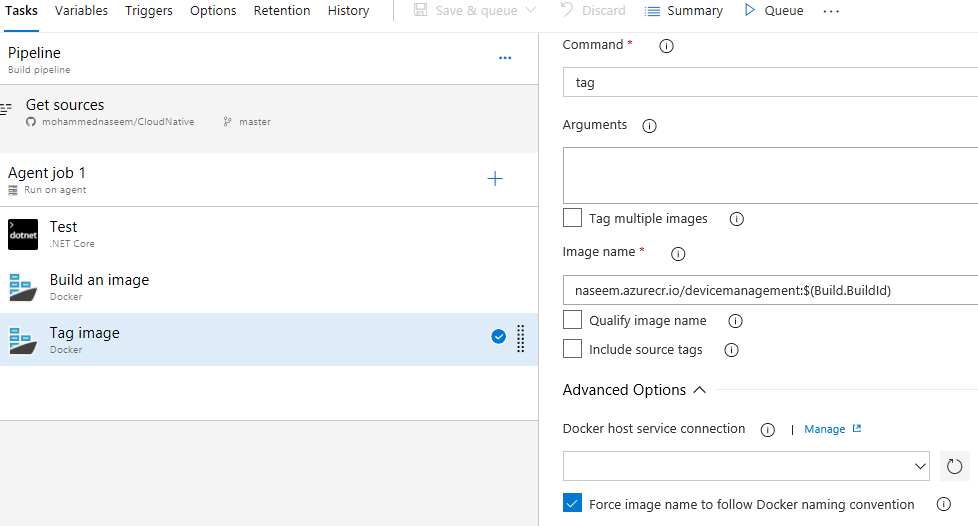 Tasks Variables Triggers Options Retention History Save & queue Discard Summary Queue ...
Pipeline
Build pipeline
...
Get sources
mohammednaseem/CloudNative master
Agent job 1
Run on agent
dotnet
Test
.NET Core
Build an image
Docker
Tag image
Docker
Command *
tag
Arguments
Tag multiple images
Image name *
naseem.azurecr.io/devicemanagement:$(Build.BuildId)
Qualify image name
Include source tags
Advanced Options
Docker host service connection | Manage
Force image name to follow Docker naming convention